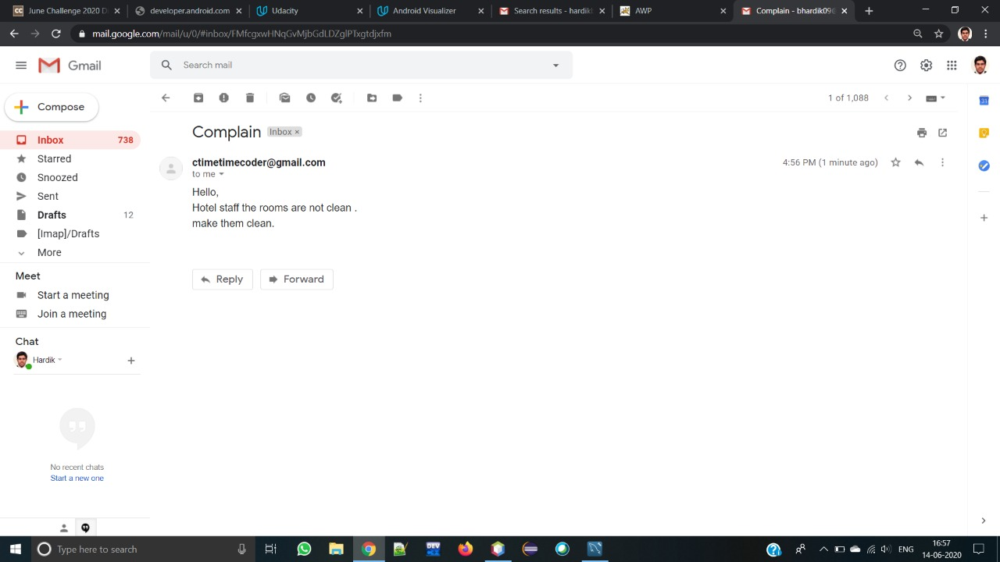 June Challenge 2020 D
developer.android.com
Udacity
Android Visualizer
Search results - hardikb
AWP
Complain - bhardik09@
mail.google.com/mail/u/0/#inbox/FMfcgxwHNqGvMjbGdLDZglPTxgtdjxfm
Gmail
Search mail
Compose
1 of 1,088
Complain Inbox ×
Inbox 738
ctimetimecoder@gmail.com
4:56 PM (1 minute ago)
to me
Starred
Snoozed
Hello,
Sent
Hotel staff the rooms are not clean .
Drafts 12
make them clean.
[Imap]/Drafts
More
Meet
Reply
Forward
Start a meeting
Join a meeting
Chat
Hardik
No recent chats
Start a new one
Type here to search
ENG
16:57
14-06-2020